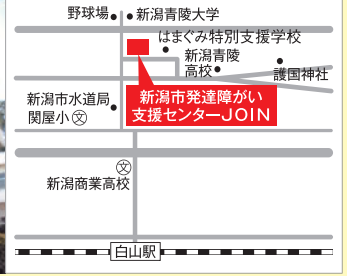 野球場
新潟青陵大学
はまぐみ特別支援学校
新潟青陵
高校
護国神社
新潟市水道局
関屋小 文
新潟市発達障がい
支援センターJOIN
文
新潟商業高校
白山駅